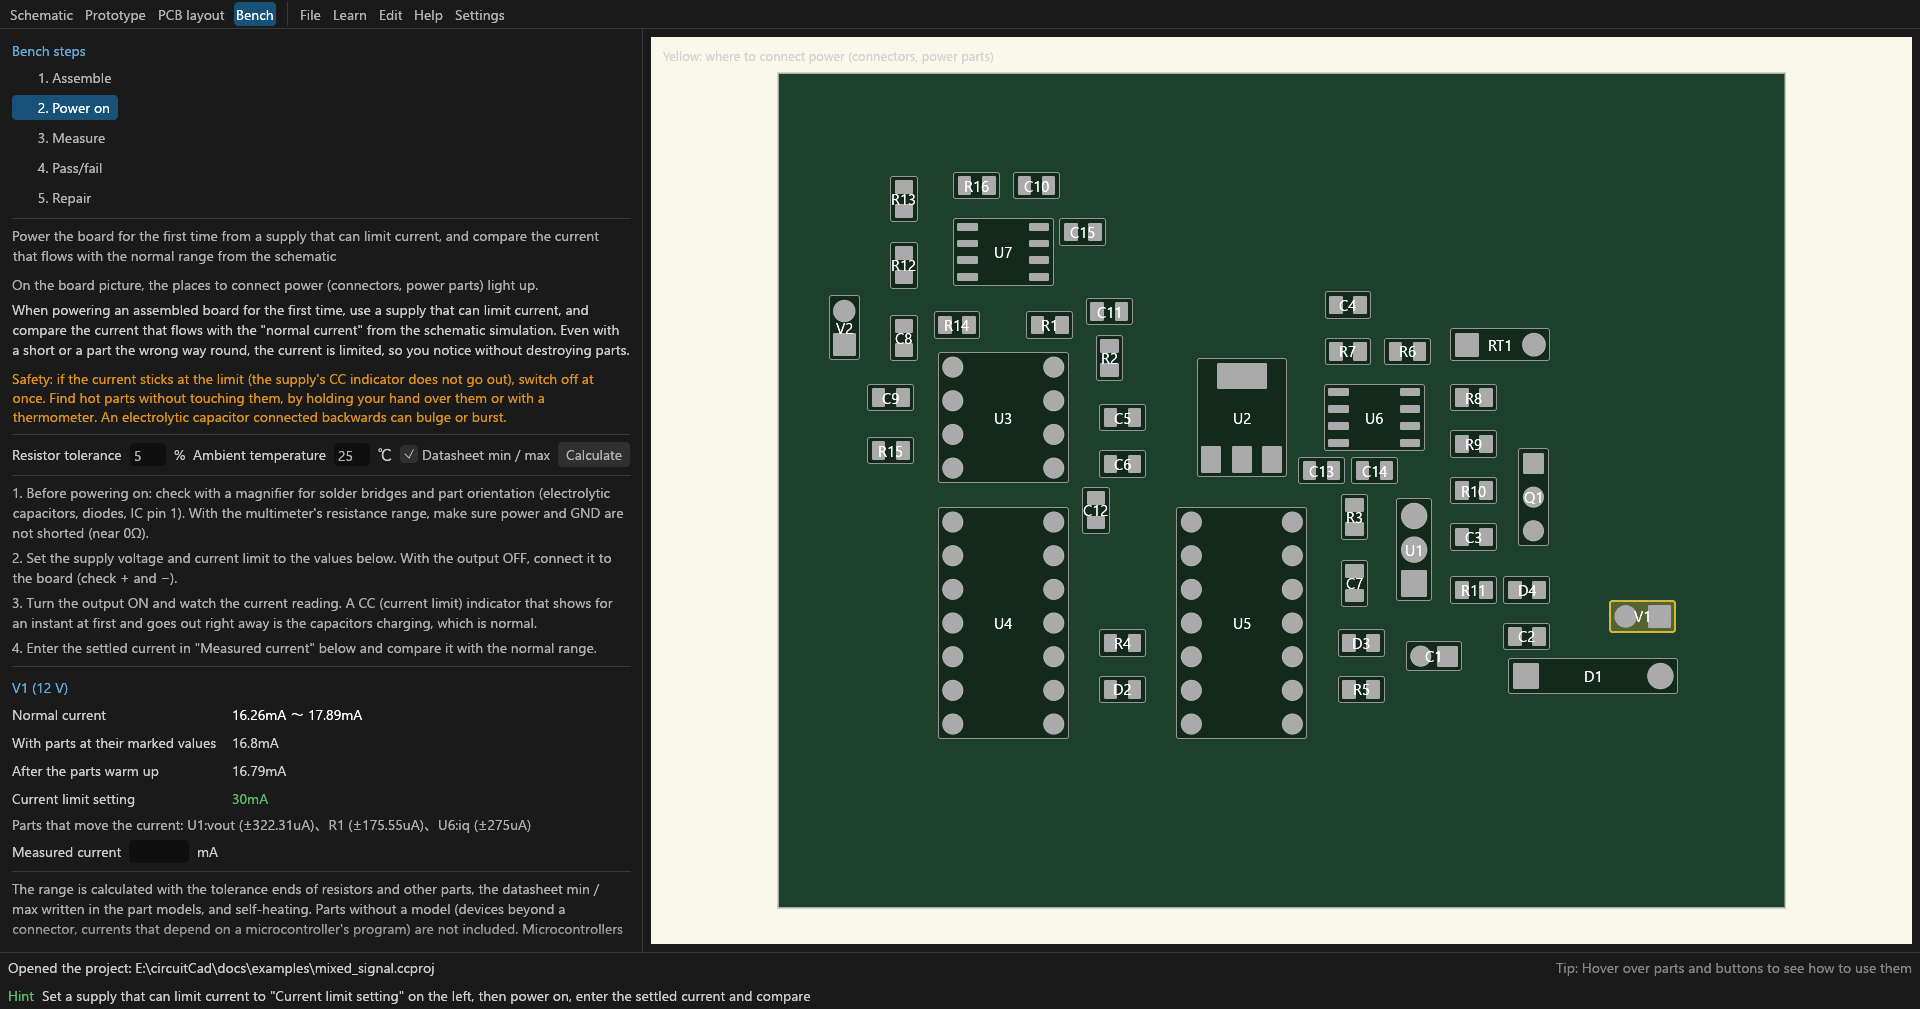 Schematic Prototype PCB layout Bench File Learn Edit Help Settings
Bench steps
1. Assemble
2. Power on
3. Measure
4. Pass/fail
5. Repair
Power the board for the first time from a supply that can limit current, and compare the current
that flows with the normal range from the schematic
On the board picture, the places to connect power (connectors, power parts) light up.
When powering an assembled board for the first time, use a supply that can limit current, and
compare the current that flows with the "normal current" from the schematic simulation. Even with
a short or a part the wrong way round, the current is limited, so you notice without destroying parts.
Safety: if the current sticks at the limit (the supply's CC indicator does not go out), switch off at
once. Find hot parts without touching them, by holding your hand over them or with a
thermometer. An electrolytic capacitor connected backwards can bulge or burst.
Resistor tolerance 5 % Ambient temperature 25 ℃ Datasheet min / max Calculate
1. Before powering on: check with a magnifier for solder bridges and part orientation (electrolytic
capacitors, diodes, IC pin 1). With the multimeter's resistance range, make sure power and GND are
not shorted (near 0Ω).
2. Set the supply voltage and current limit to the values below. With the output OFF, connect it to
the board (check + and −).
3. Turn the output ON and watch the current reading. A CC (current limit) indicator that shows for
an instant at first and goes out right away is the capacitors charging, which is normal.
4. Enter the settled current in "Measured current" below and compare it with the normal range.
V1 (12 V)
Normal current 16.26mA ～ 17.89mA
With parts at their marked values 16.8mA
After the parts warm up 16.79mA
Current limit setting 30mA
Parts that move the current: U1:vout (±322.31uA)、R1 (±175.55uA)、U6:iq (±275uA)
Measured current mA
The range is calculated with the tolerance ends of resistors and other parts, the datasheet min /
max written in the part models, and self-heating. Parts without a model (devices beyond a
connector, currents that depend on a microcontroller's program) are not included. Microcontrollers
Yellow: where to connect power (connectors, power parts)
R13 R16 C10
C15
U7
R12
C4
C11
V2 C8 R14 R1
R2 R7 R6 RT1
C9 R8
U3 C5 U2 U6
R9
R15 C6 C13 C14
R10 Q1
C12 R3
C3
U1
C7 R11 D4
V1
U4 U5
C2
R4 D3 C1
D1
D2 R5
Opened the project: E:\circuitCad\docs\examples\mixed_signal.ccproj
Tip: Hover over parts and buttons to see how to use them
Hint Set a supply that can limit current to "Current limit setting" on the left, then power on, enter the settled current and compare